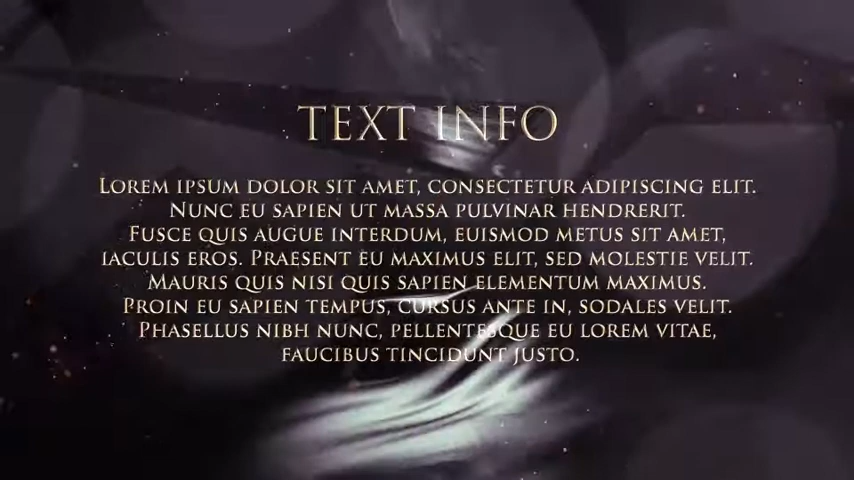 TEXT INFO
LOREM IPSUM DOLOR SIT AMET, CONSECTETUR ADIPISCING ELIT.
NUNC EU SAPIEN UT MASSA PULVINAR HENDRERIT.
FUSCE QUIS AUGUE INTERDUM, EUISMOD METUS SIT AMET,
IACULIS EROS. PRAESENT EU MAXIMUS ELIT, SED MOLESTIE VELIT.
MAURIS QUIS NISI QUIS SAPIEN ELEMENTUM MAXIMUS.
PROIN EU SAPIEN TEMPUS, CURSUS ANTE IN, SODALES VELIT.
PHASELLUS NIBH NUNC, PELLENTESQUE EU LOREM VITAE,
FAUCIBUS TINCIDUNT JUSTO.